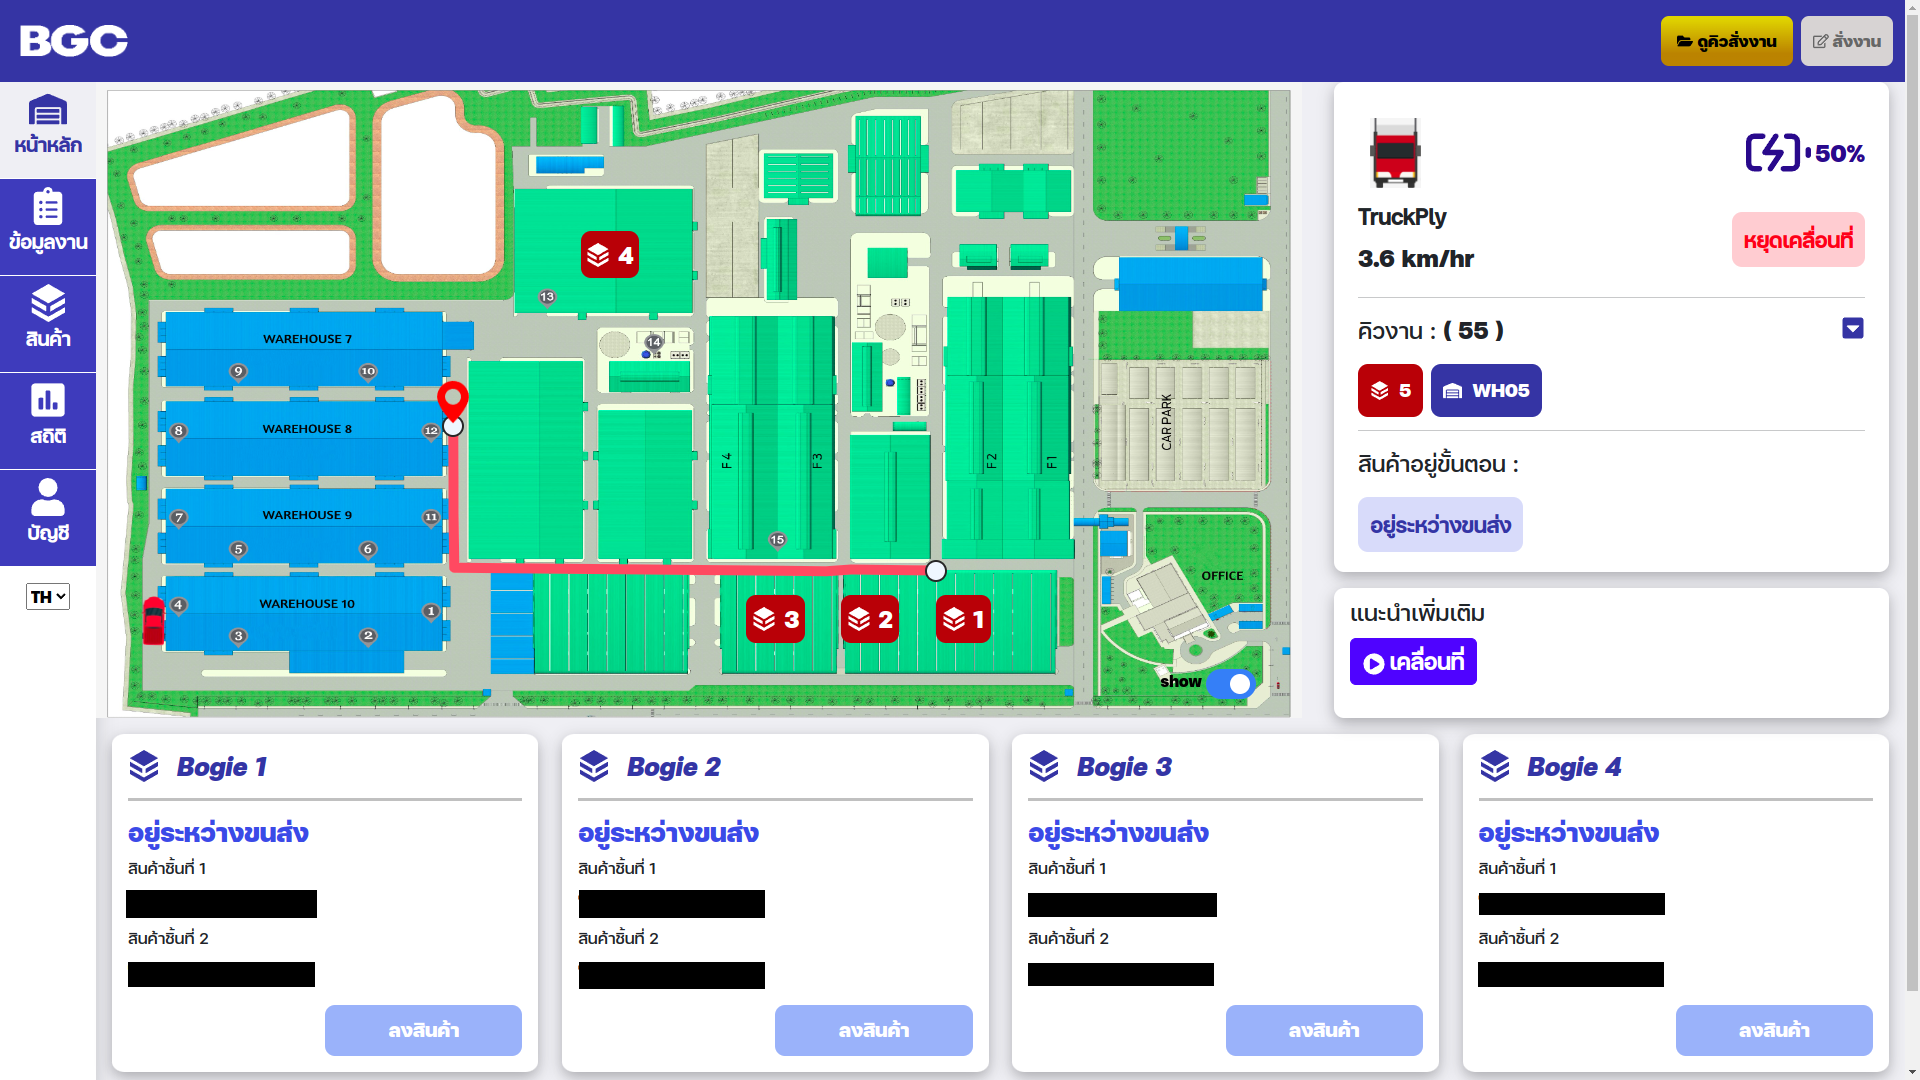 BGC
ดูคิวสั่งงาน
สั่งงาน
หน้าหลัก
ข้อมูลงาน
สินค้า
สถิติ
บัญชี
TH
4
13
14
WAREHOUSE 7
9
10
WAREHOUSE 8
8
12
WAREHOUSE 9
7
11
5
6
WAREHOUSE 10
4
1
3
2
F 4
F 3
F 2
F 1
15
3
2
1
CAR PARK
OFFICE
show
50%
TruckPly
3.6 km/hr
หยุดเคลื่อนที่
คิวงาน : ( 55 )
5
WH05
สินค้าอยู่ขั้นตอน :
อยู่ระหว่างขนส่ง
แนะนำเพิ่มเติม
เคลื่อนที่
Bogie 1
อยู่ระหว่างขนส่ง
สินค้าชิ้นที่ 1
สินค้าชิ้นที่ 2
ลงสินค้า
Bogie 2
อยู่ระหว่างขนส่ง
สินค้าชิ้นที่ 1
สินค้าชิ้นที่ 2
ลงสินค้า
Bogie 3
อยู่ระหว่างขนส่ง
สินค้าชิ้นที่ 1
สินค้าชิ้นที่ 2
ลงสินค้า
Bogie 4
อยู่ระหว่างขนส่ง
สินค้าชิ้นที่ 1
สินค้าชิ้นที่ 2
ลงสินค้า